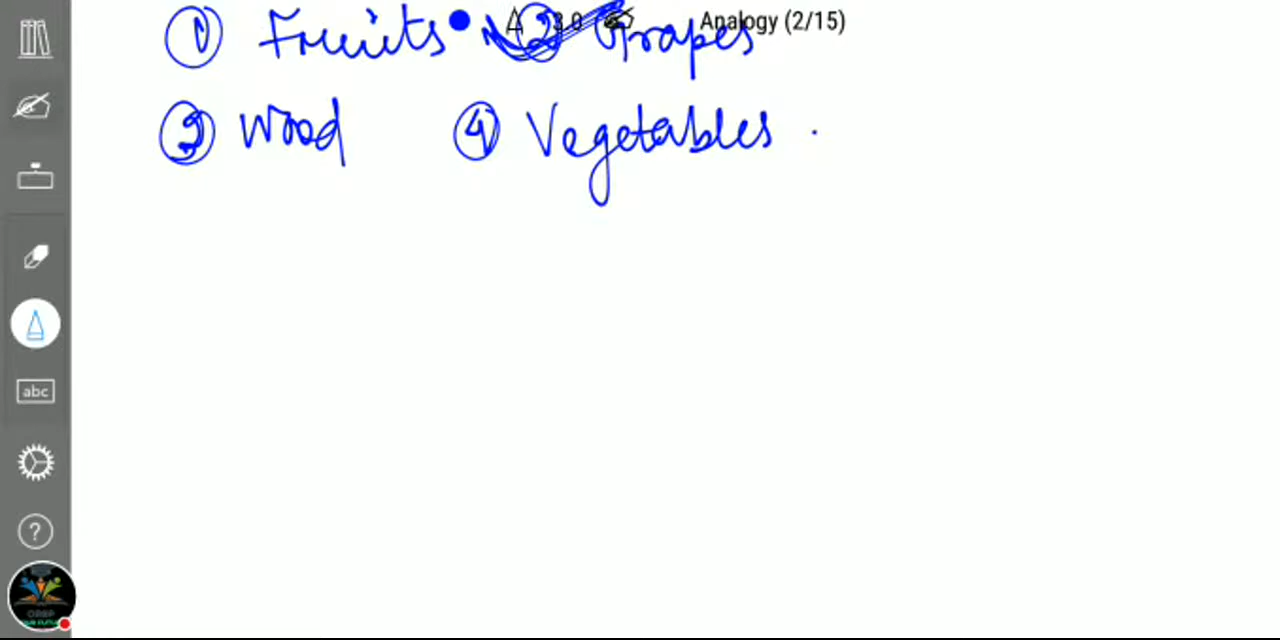 Analogy (2/15)
① Fruits ② Grapes
③ Wood ④ Vegetables .
abc
?